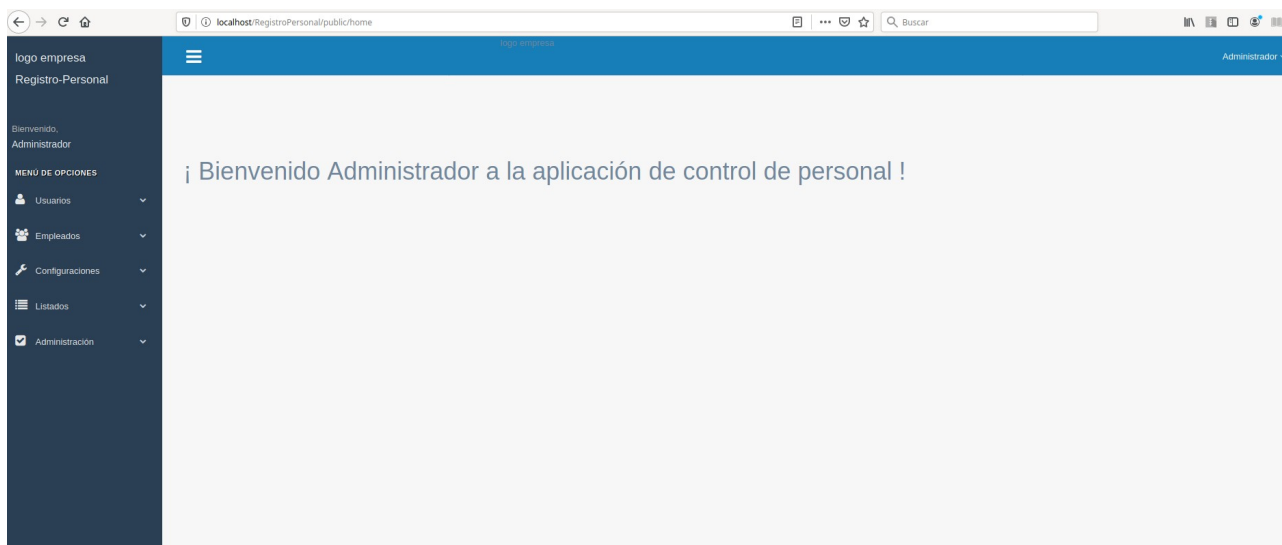 localhost/RegistroPersonal/public/home
Buscar
logo empresa
Registro-Personal
logo empresa
Administrador
Bienvenido,
Administrador
MENÚ DE OPCIONES
Usuarios
Empleados
Configuraciones
Listados
Administración
¡ Bienvenido Administrador a la aplicación de control de personal !